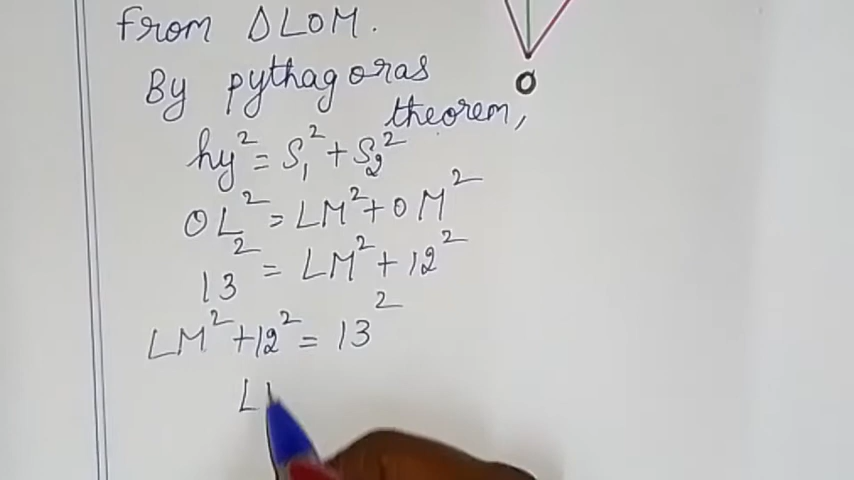 From ΔLOM.
By pythagoras
theorem,
O
hy² = S₁² + S₂²
OL² = LM² + OM²
13² = LM² + 12²
LM² + 12² = 13²
L